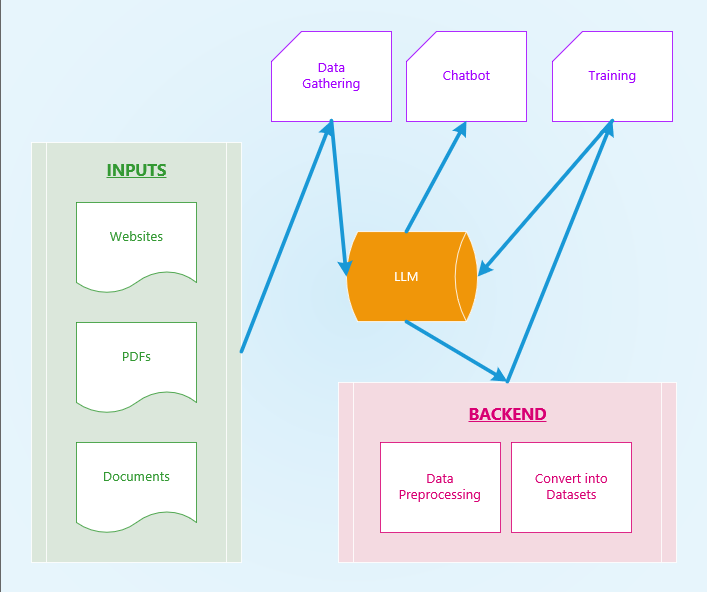 Data
Gathering
Chatbot
Training
INPUTS
Websites
PDFs
Documents
LLM
BACKEND
Data
Preprocessing
Convert into
Datasets